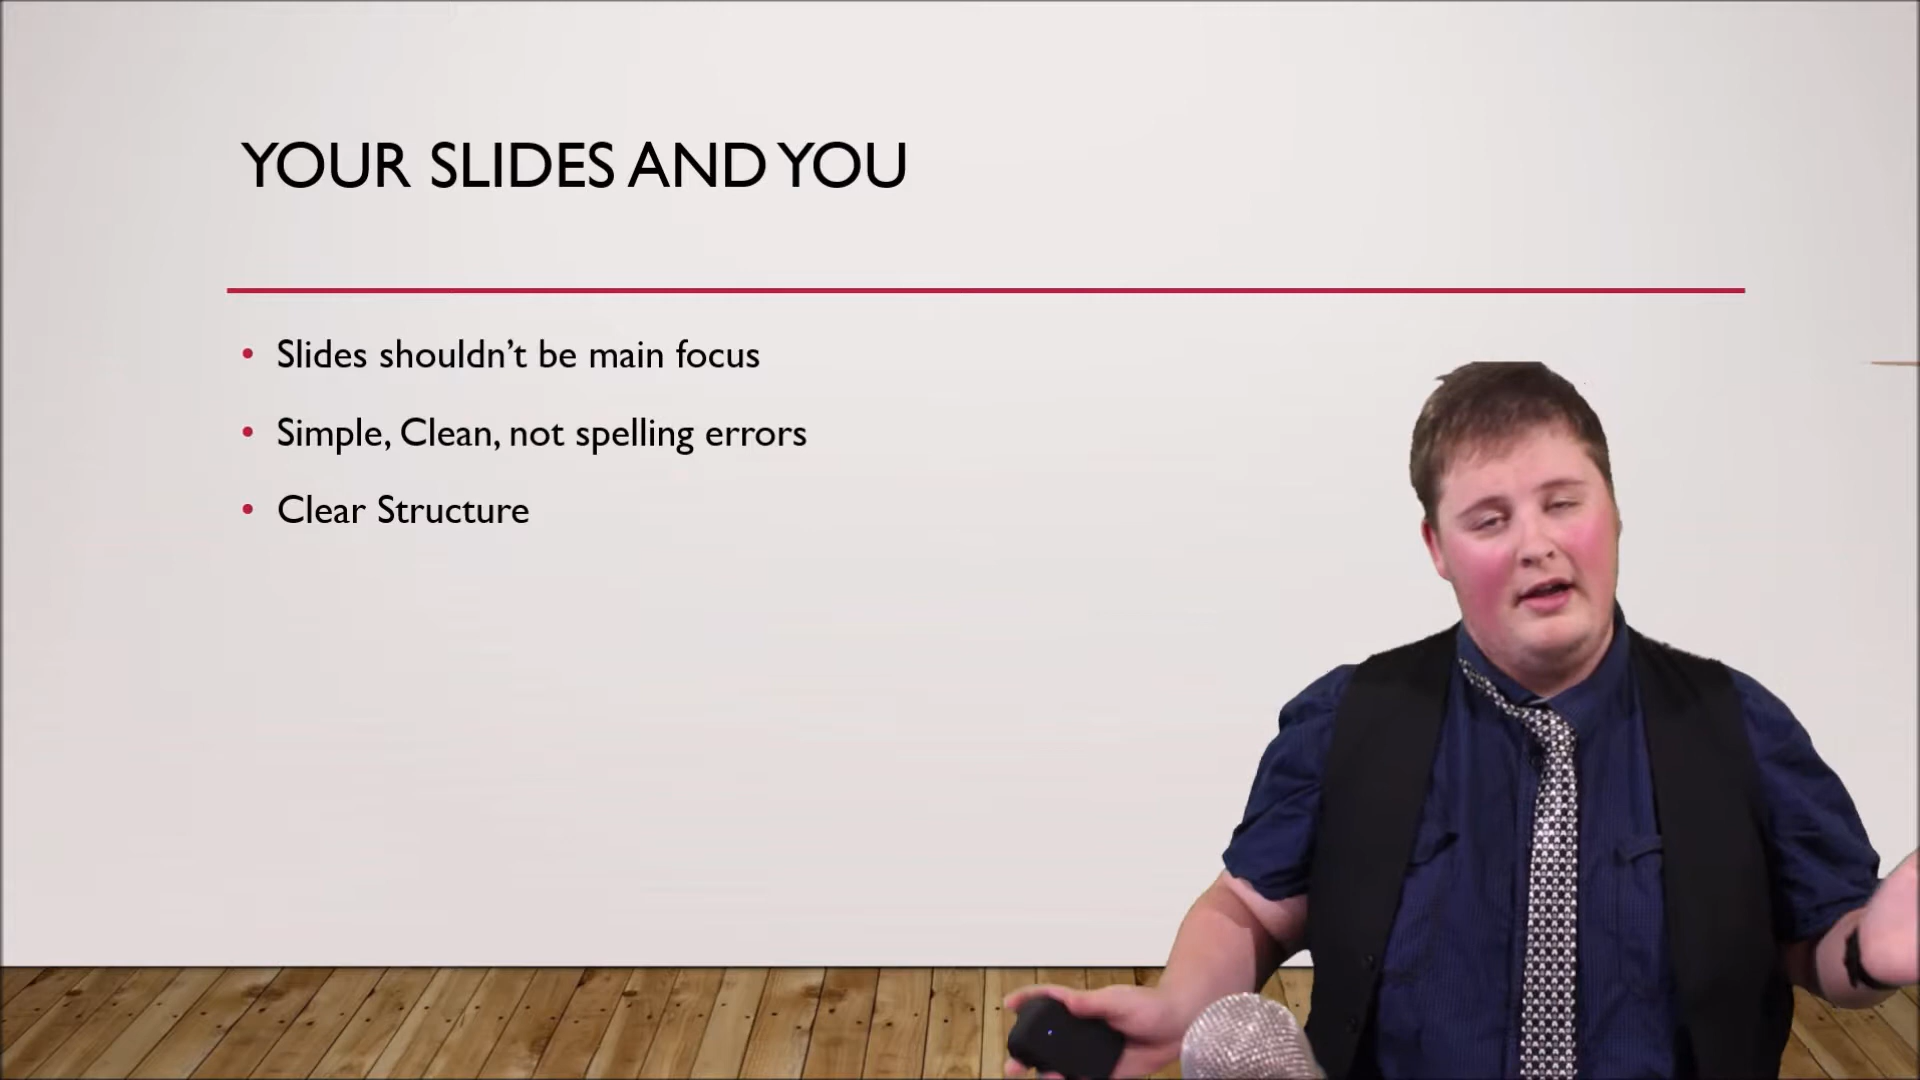 YOUR SLIDES AND YOU
• Slides shouldn't be main focus
• Simple, Clean, not spelling errors
• Clear Structure